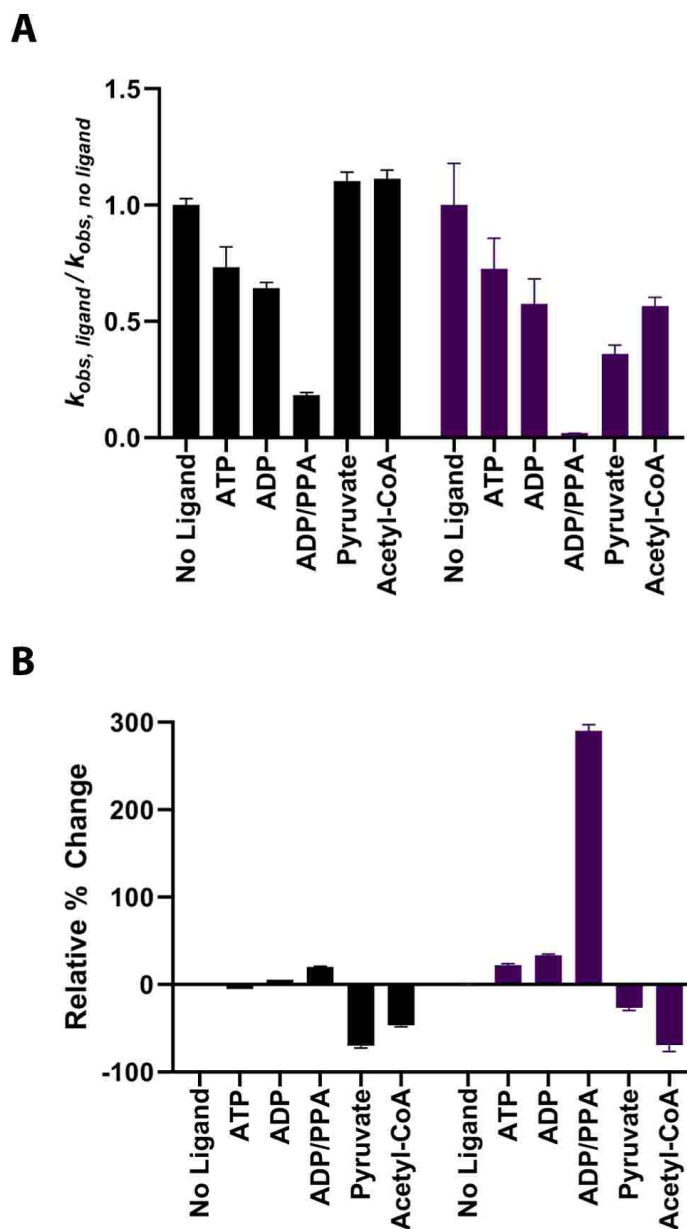 A
k_obs, ligand / k_obs, no ligand
1.5
1.0
0.5
0.0
No Ligand
ATP
ADP
ADP/PPA
Pyruvate
Acetyl-CoA
No Ligand
ATP
ADP
ADP/PPA
Pyruvate
Acetyl-CoA
B
Relative % Change
300
200
100
0
-100
No Ligand
ATP
ADP
ADP/PPA
Pyruvate
Acetyl-CoA
No Ligand
ATP
ADP
ADP/PPA
Pyruvate
Acetyl-CoA